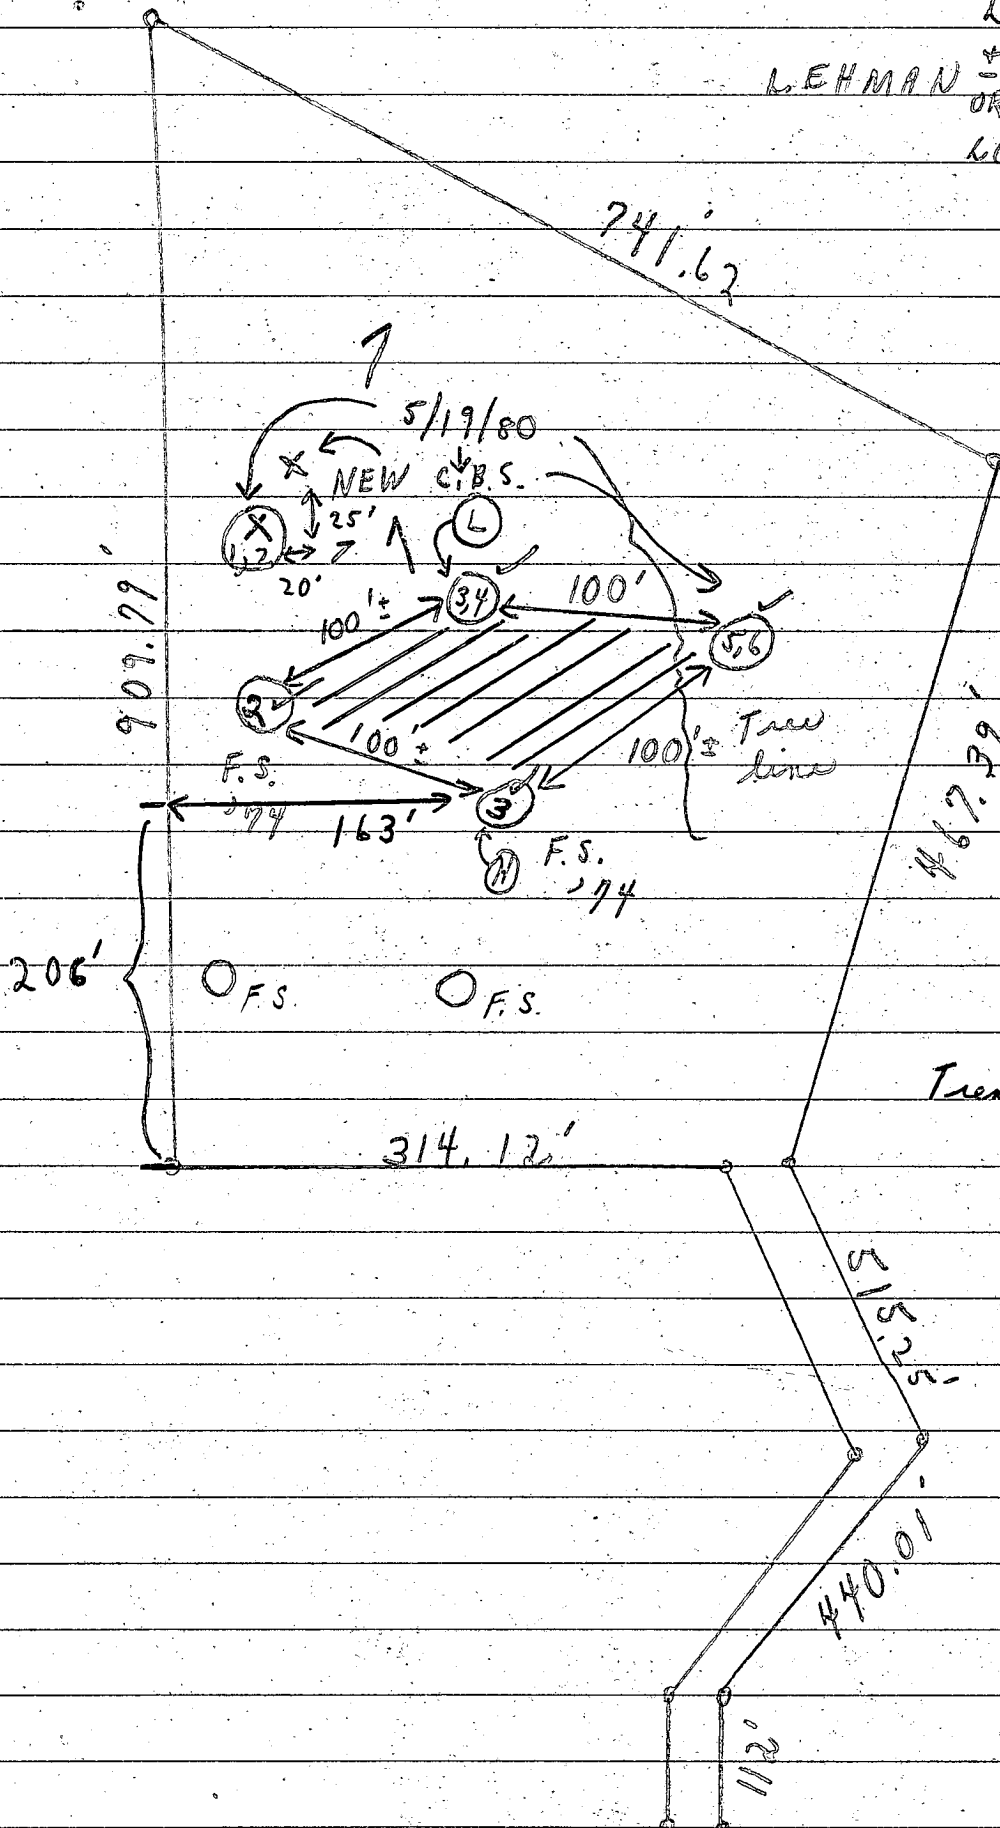 LEHMAN
741.62'
5/19/80
X
NEW C.B.S.
X
1,2
25'
20'
L
3,4
100'
5,6
100'±
909.79'
2
100'±
100'±
Tree
line
F.S.
'74
163'
3
N
F.S.
'74
467.39'
206'
F.S
F.S.
314.12'
515.25'
440.01'
112'